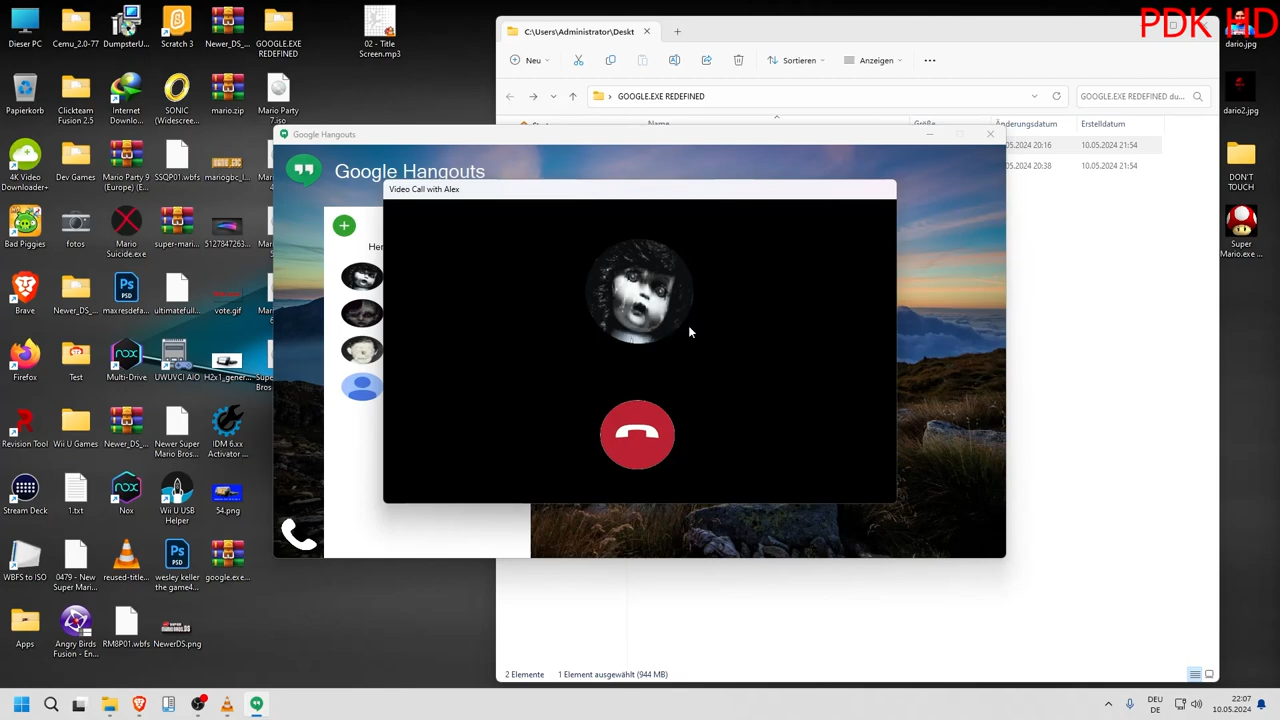 PDK HD
Dieser PC
Cemu_2.0-77
DumpsterU...
Scratch 3
Newer_DS_...
GOOGLE.EXE
REDEFINED
02 - Title
Screen.mp3
Papierkorb
Clickteam
Fusion 2.5
Internet
Downlo...
SONIC
(Widescree...
mario.zip
Mario Party
7.iso
4K Video
Downloader+
Dev Games
Mario Party
9 (Europe) (E...
SSQP01.wbfs
mariogbc_l...
Bad Piggies
fotos
Mario
Suicide.exe
super-mari...
5127847263...
Brave
Newer_DS_...
maxresdefa...
ultimatefull...
vote.gif
Firefox
Test
Multi-Drive
UWUVCI AIO
H2x1_gener...
Revision Tool
Wii U Games
Newer_DS_...
Newer Super
Mario Bros...
IDM 6.xx
Activator ...
Stream Deck
1.txt
Nox
Wii U USB
Helper
54.png
WBFS to ISO
0479 - New
Super Mari...
reused-title...
wesley keller
the game4...
google.exe...
Apps
Angry Birds
Fusion - En...
RM8P01.wbfs
NewerDS.png
C:\Users\Administrator\Deskt
Neu
Sortieren
Anzeigen
GOOGLE.EXE REDEFINED
GOOGLE.EXE REDEFINED du...
Name
Größe
Änderungsdatum
Erstelldatum
.05.2024 20:16
10.05.2024 21:54
.05.2024 20:38
10.05.2024 21:54
2 Elemente
1 Element ausgewählt (944 MB)
Google Hangouts
Google Hangouts
Video Call with Alex
dario.jpg
dario2.jpg
DON'T
TOUCH
Super
Mario.exe ...
DEU
DE
22:07
10.05.2024